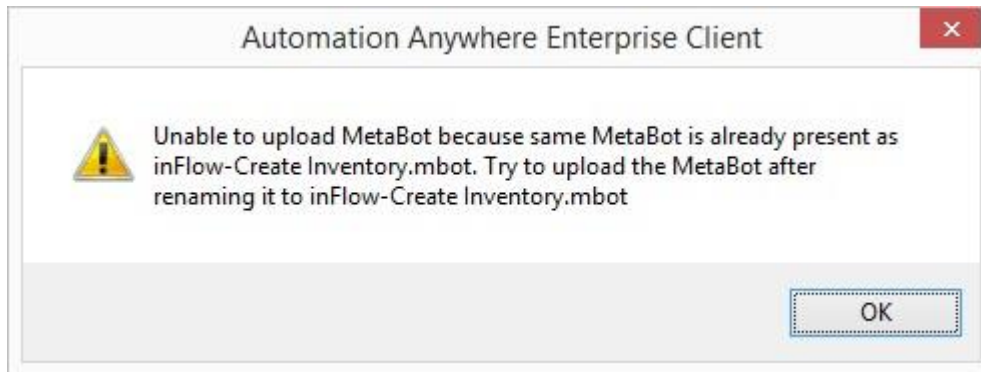 Automation Anywhere Enterprise Client
Unable to upload MetaBot because same MetaBot is already present as
inFlow-Create Inventory.mbot. Try to upload the MetaBot after
renaming it to inFlow-Create Inventory.mbot
OK